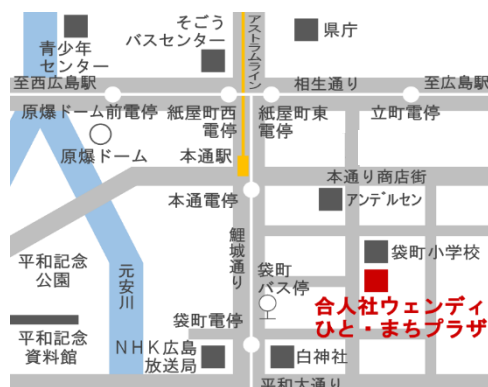 そごう
バスセンター
アストラムライン
県庁
青少年
センター
至西広島駅
相生通り
至広島駅
原爆ドーム前電停
紙屋町西
電停
紙屋町東
電停
立町電停
原爆ドーム
本通駅
本通り商店街
本通電停
アンデルセン
鯉城通り
袋町
バス停
袋町小学校
平和記念
公園
元安川
合人社ウェンディ
ひと・まちプラザ
袋町電停
平和記念
資料館
NHK広島
放送局
白神社
平和大通り